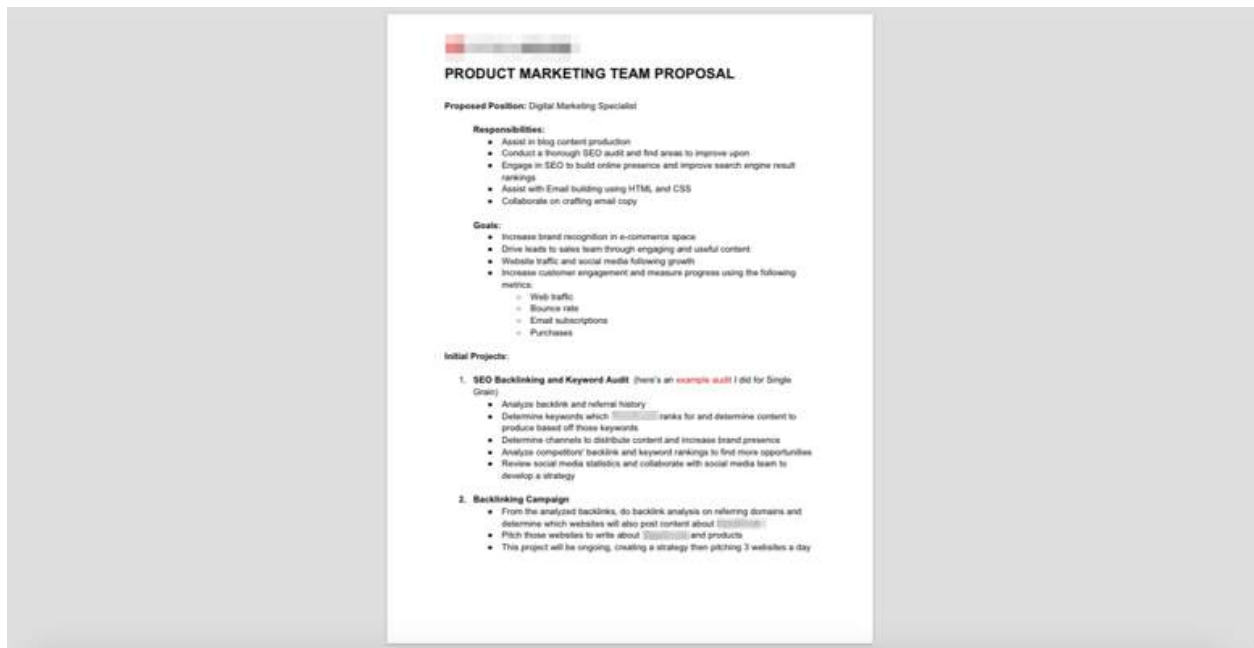 PRODUCT MARKETING TEAM PROPOSAL
Proposed Position: Digital Marketing Specialist
Responsibilities:
● Assist in blog content production
● Conduct a thorough SEO audit and find areas to improve upon
● Engage in SEO to build online presence and improve search engine result
rankings
● Assist with Email building using HTML and CSS
● Collaborate on crafting email copy
Goals:
● Increase brand recognition in e-commerce space
● Drive leads to sales team through engaging and useful content
● Website traffic and social media following growth
● Increase customer engagement and measure progress using the following
metrics:
○ Web traffic
○ Bounce rate
○ Email subscriptions
○ Purchases
Initial Projects:
1. SEO Backlinking and Keyword Audit (here's an example audit I did for Single
Grain)
● Analyze backlink and referral history
● Determine keywords which ranks for and determine content to
produce based off those keywords
● Determine channels to distribute content and increase brand presence
● Analyze competitors' backlink and keyword rankings to find more opportunities
● Review social media statistics and collaborate with social media team to
develop a strategy
2. Backlinking Campaign
● From the analyzed backlinks, do backlink analysis on referring domains and
determine which websites will also post content about
● Pitch those websites to write about and products
● This project will be ongoing, creating a strategy then pitching 3 websites a day